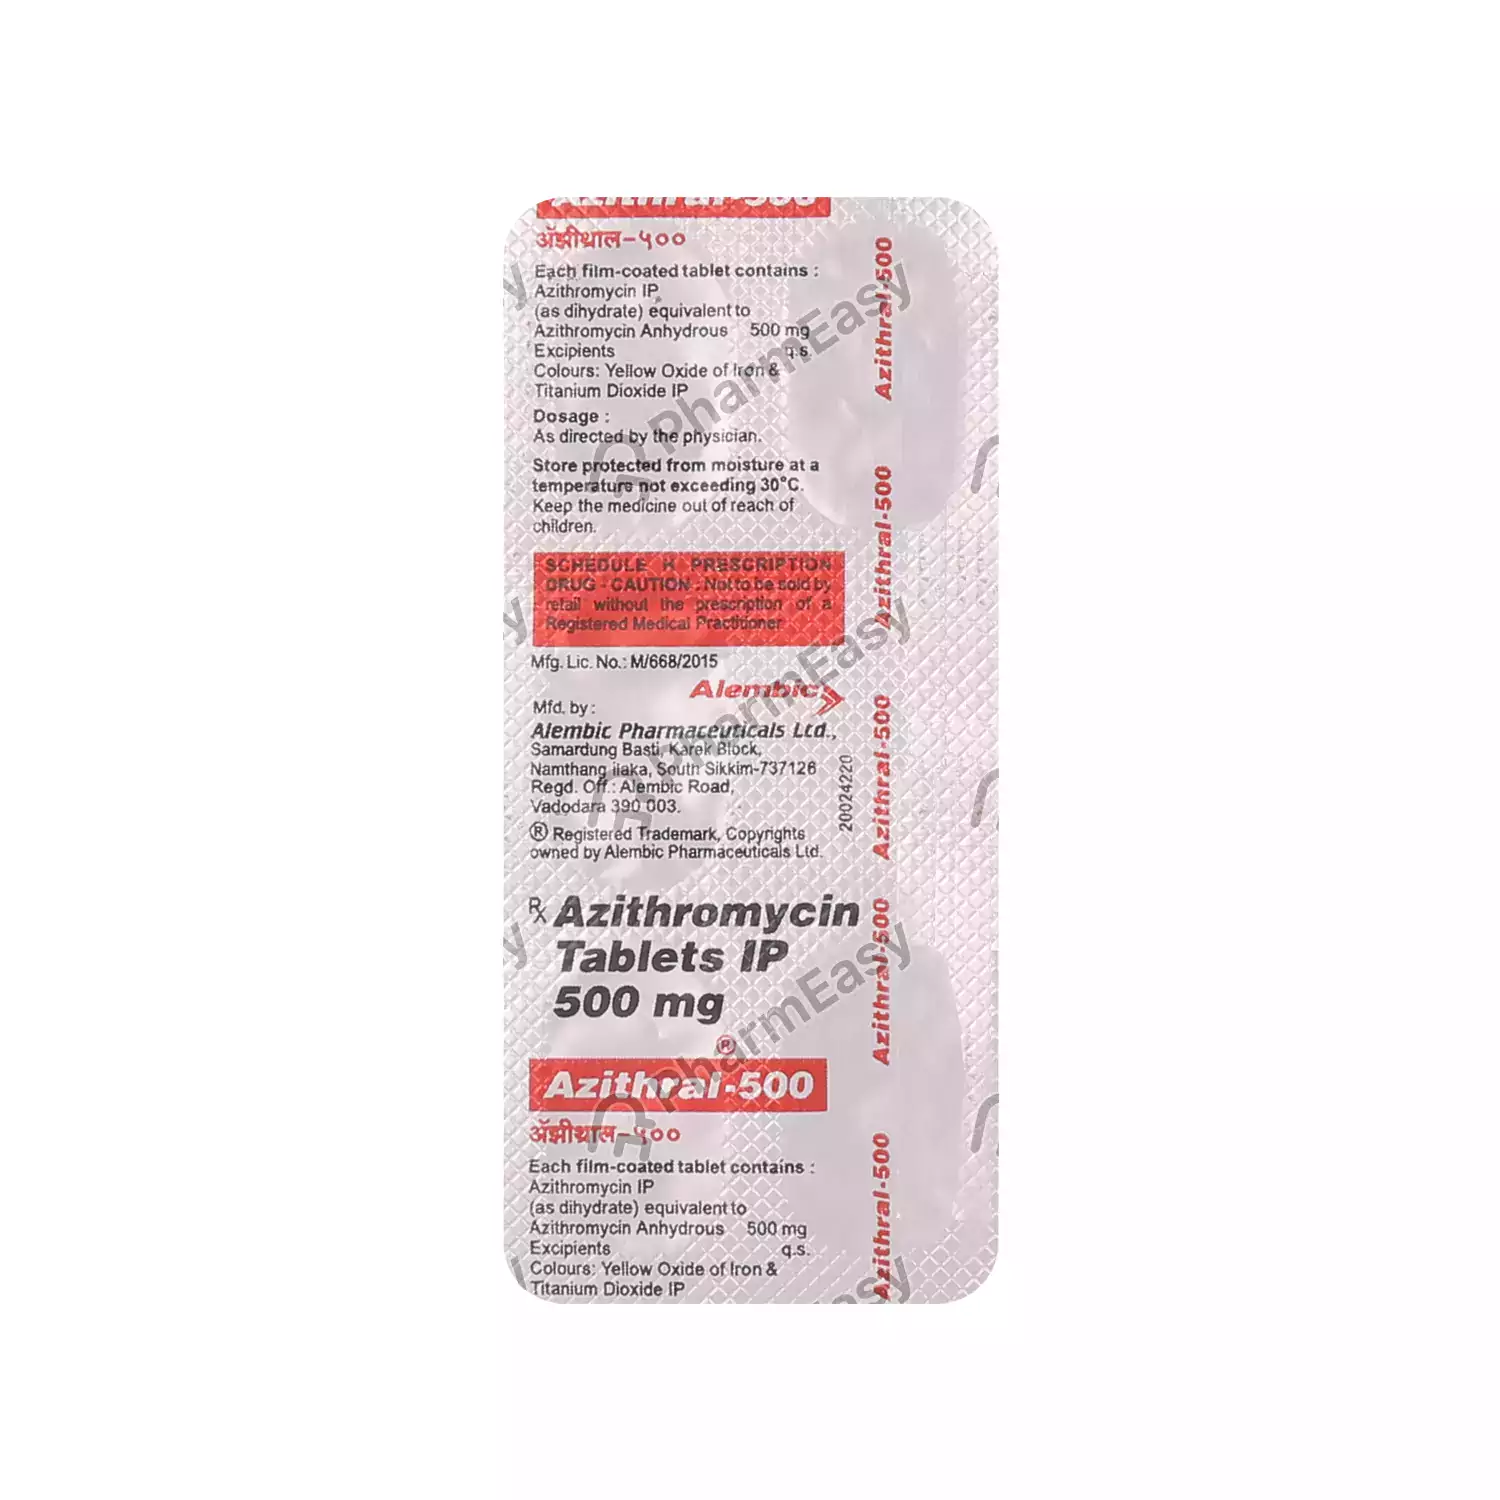 Azithral-500
अ‍ॅझीथ्राल-५००
Each film-coated tablet contains :
Azithromycin IP
(as dihydrate) equivalent to
Azithromycin Anhydrous 500 mg
Excipients q.s.
Colours: Yellow Oxide of Iron &
Titanium Dioxide IP
Dosage :
As directed by the physician.
Store protected from moisture at a
temperature not exceeding 30°C.
Keep the medicine out of reach of
children.
SCHEDULE H PRESCRIPTION
DRUG - CAUTION : Not to be sold by
retail without the prescription of a
Registered Medical Practitioner
Mfg. Lic. No.: M/668/2015
Alembic
Mfd. by :
Alembic Pharmaceuticals Ltd.,
Samardung Basti, Karek Block,
Namthang ilaka, South Sikkim-737126
Regd. Off.: Alembic Road,
Vadodara 390 003.
® Registered Trademark, Copyrights
owned by Alembic Pharmaceuticals Ltd.
20024220
Rx Azithromycin
Tablets IP
500 mg
®
Azithral-500
अ‍ॅझीथ्राल-५००
Each film-coated tablet contains :
Azithromycin IP
(as dihydrate) equivalent to
Azithromycin Anhydrous 500 mg
Excipients q.s.
Colours: Yellow Oxide of Iron &
Titanium Dioxide IP
Azithral-500
Azithral-500
Azithral-500
Azithral-500
Azithral-500
PharmEasy
PharmEasy
PharmEasy